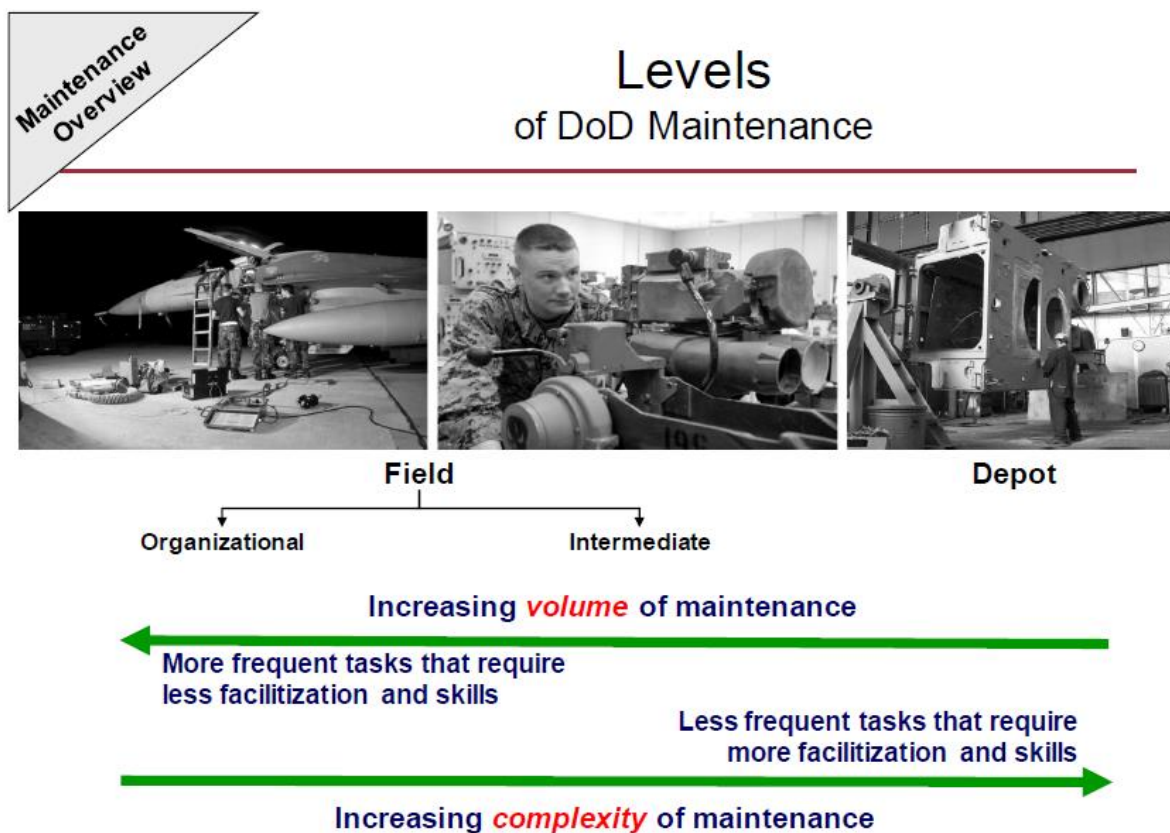 Maintenance
Overview
Levels
of DoD Maintenance
196
Field
Depot
Organizational
Intermediate
Increasing volume of maintenance
More frequent tasks that require
less facilitization and skills
Less frequent tasks that require
more facilitization and skills
Increasing complexity of maintenance